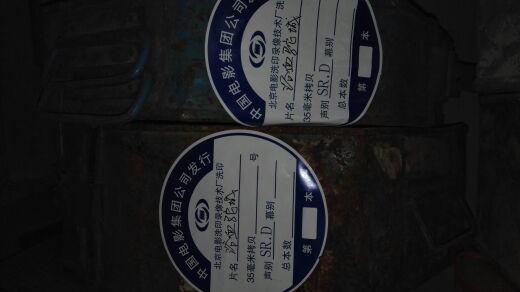 中国电影集团公司发行
北京电影洗印录像技术厂洗印
片名
35毫米拷贝
声别 SR.D 幕别
总本数
第 本
中国电影集团公司发行
北京电影洗印录像技术厂洗印
片名
35毫米拷贝 号
声别 SR.D 幕别
总本数
第 本